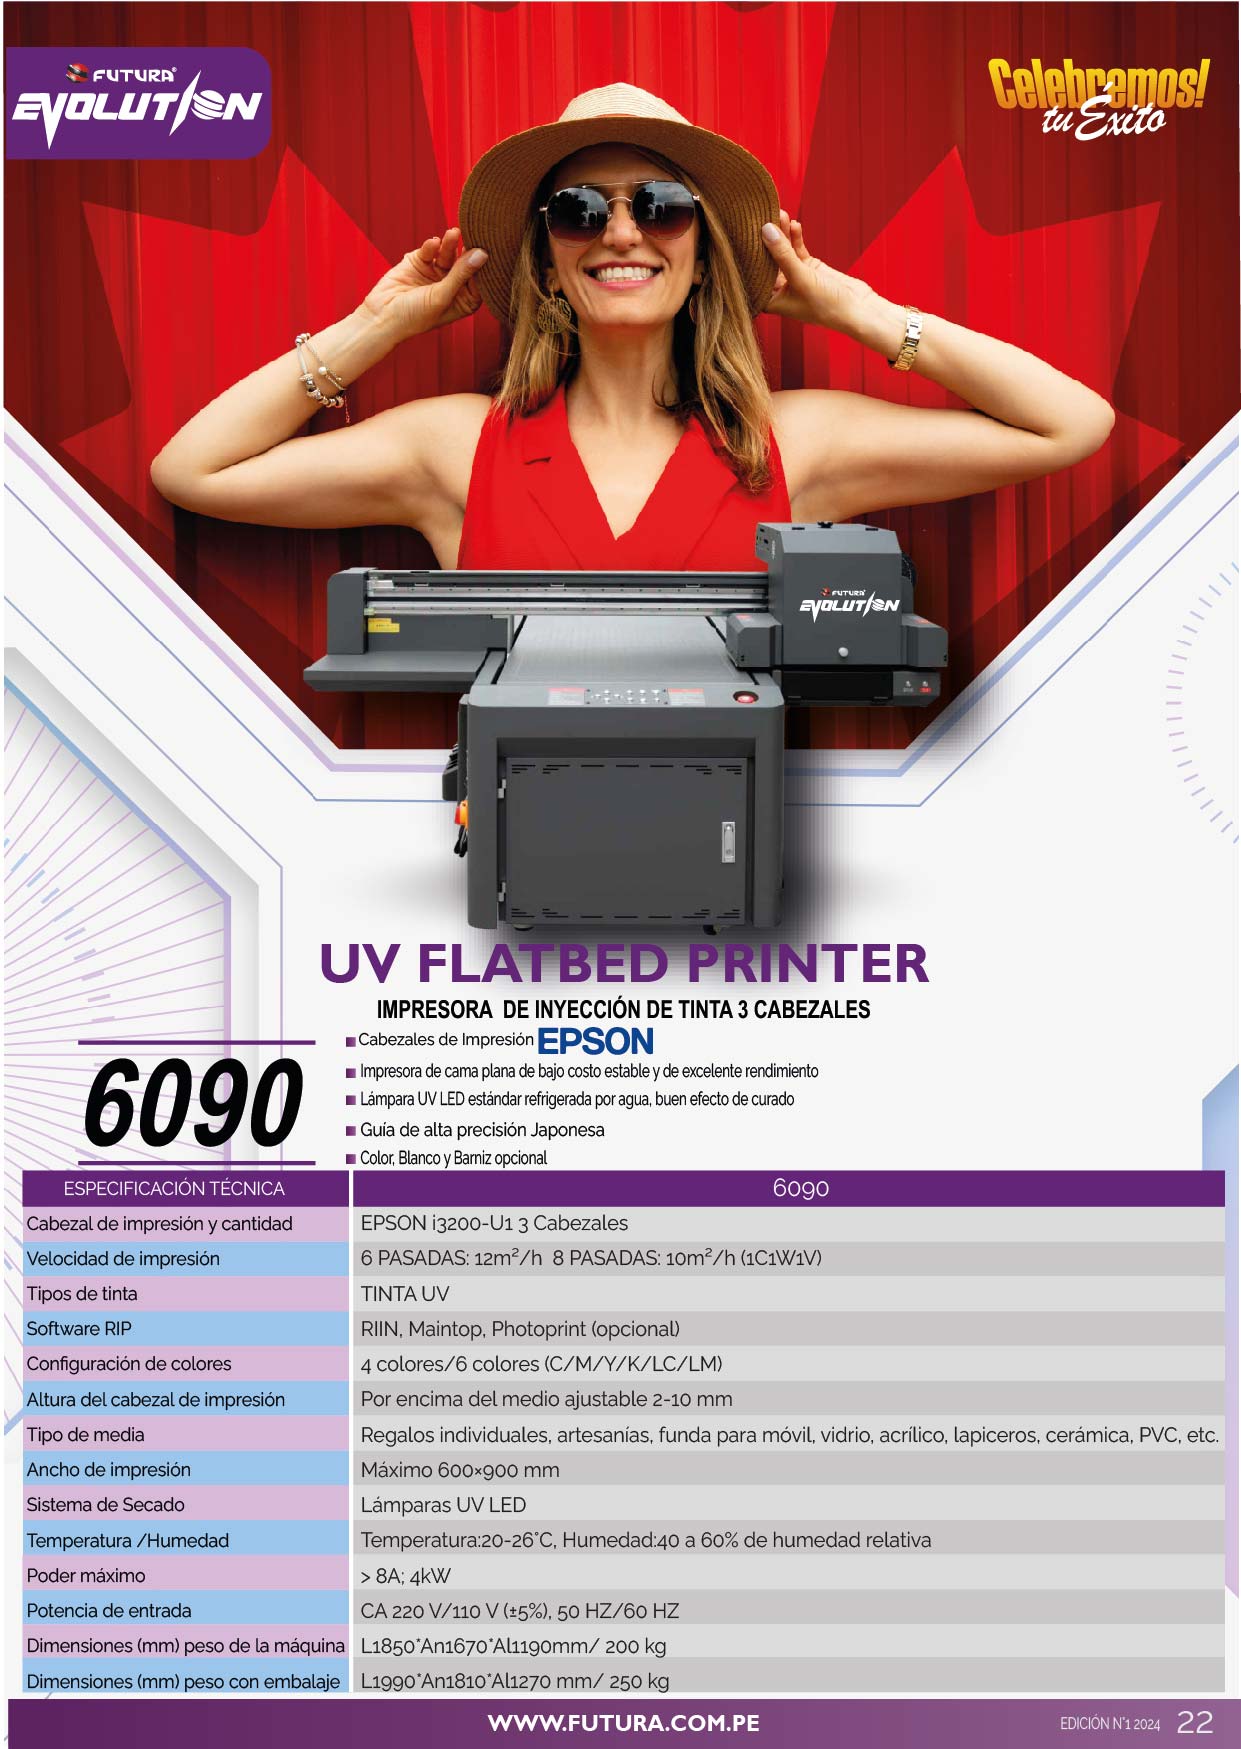 FUTURA®
EVOLUTION
Celebramos!
tu Éxito
FUTURA®
EVOLUTION
UV FLATBED PRINTER
IMPRESORA DE INYECCIÓN DE TINTA 3 CABEZALES
Cabezales de Impresión EPSON
Impresora de cama plana de bajo costo estable y de excelente rendimiento
Lámpara UV LED estándar refrigerada por agua, buen efecto de curado
Guía de alta precisión Japonesa
Color, Blanco y Barniz opcional
6090
ESPECIFICACIÓN TÉCNICA 6090
Cabezal de impresión y cantidad EPSON i3200-U1 3 Cabezales
Velocidad de impresión 6 PASADAS: 12m²/h 8 PASADAS: 10m²/h (1C1W1V)
Tipos de tinta TINTA UV
Software RIP RIIN, Maintop, Photoprint (opcional)
Configuración de colores 4 colores/6 colores (C/M/Y/K/LC/LM)
Altura del cabezal de impresión Por encima del medio ajustable 2-10 mm
Tipo de media Regalos individuales, artesanías, funda para móvil, vidrio, acrílico, lapiceros, cerámica, PVC, etc.
Ancho de impresión Máximo 600×900 mm
Sistema de Secado Lámparas UV LED
Temperatura /Humedad Temperatura:20-26°C, Humedad:40 a 60% de humedad relativa
Poder máximo > 8A; 4kW
Potencia de entrada CA 220 V/110 V (±5%), 50 HZ/60 HZ
Dimensiones (mm) peso de la máquina L1850*An1670*Al1190mm/ 200 kg
Dimensiones (mm) peso con embalaje L1990*An1810*Al1270 mm/ 250 kg
WWW.FUTURA.COM.PE
EDICIÓN N°1 2024 22